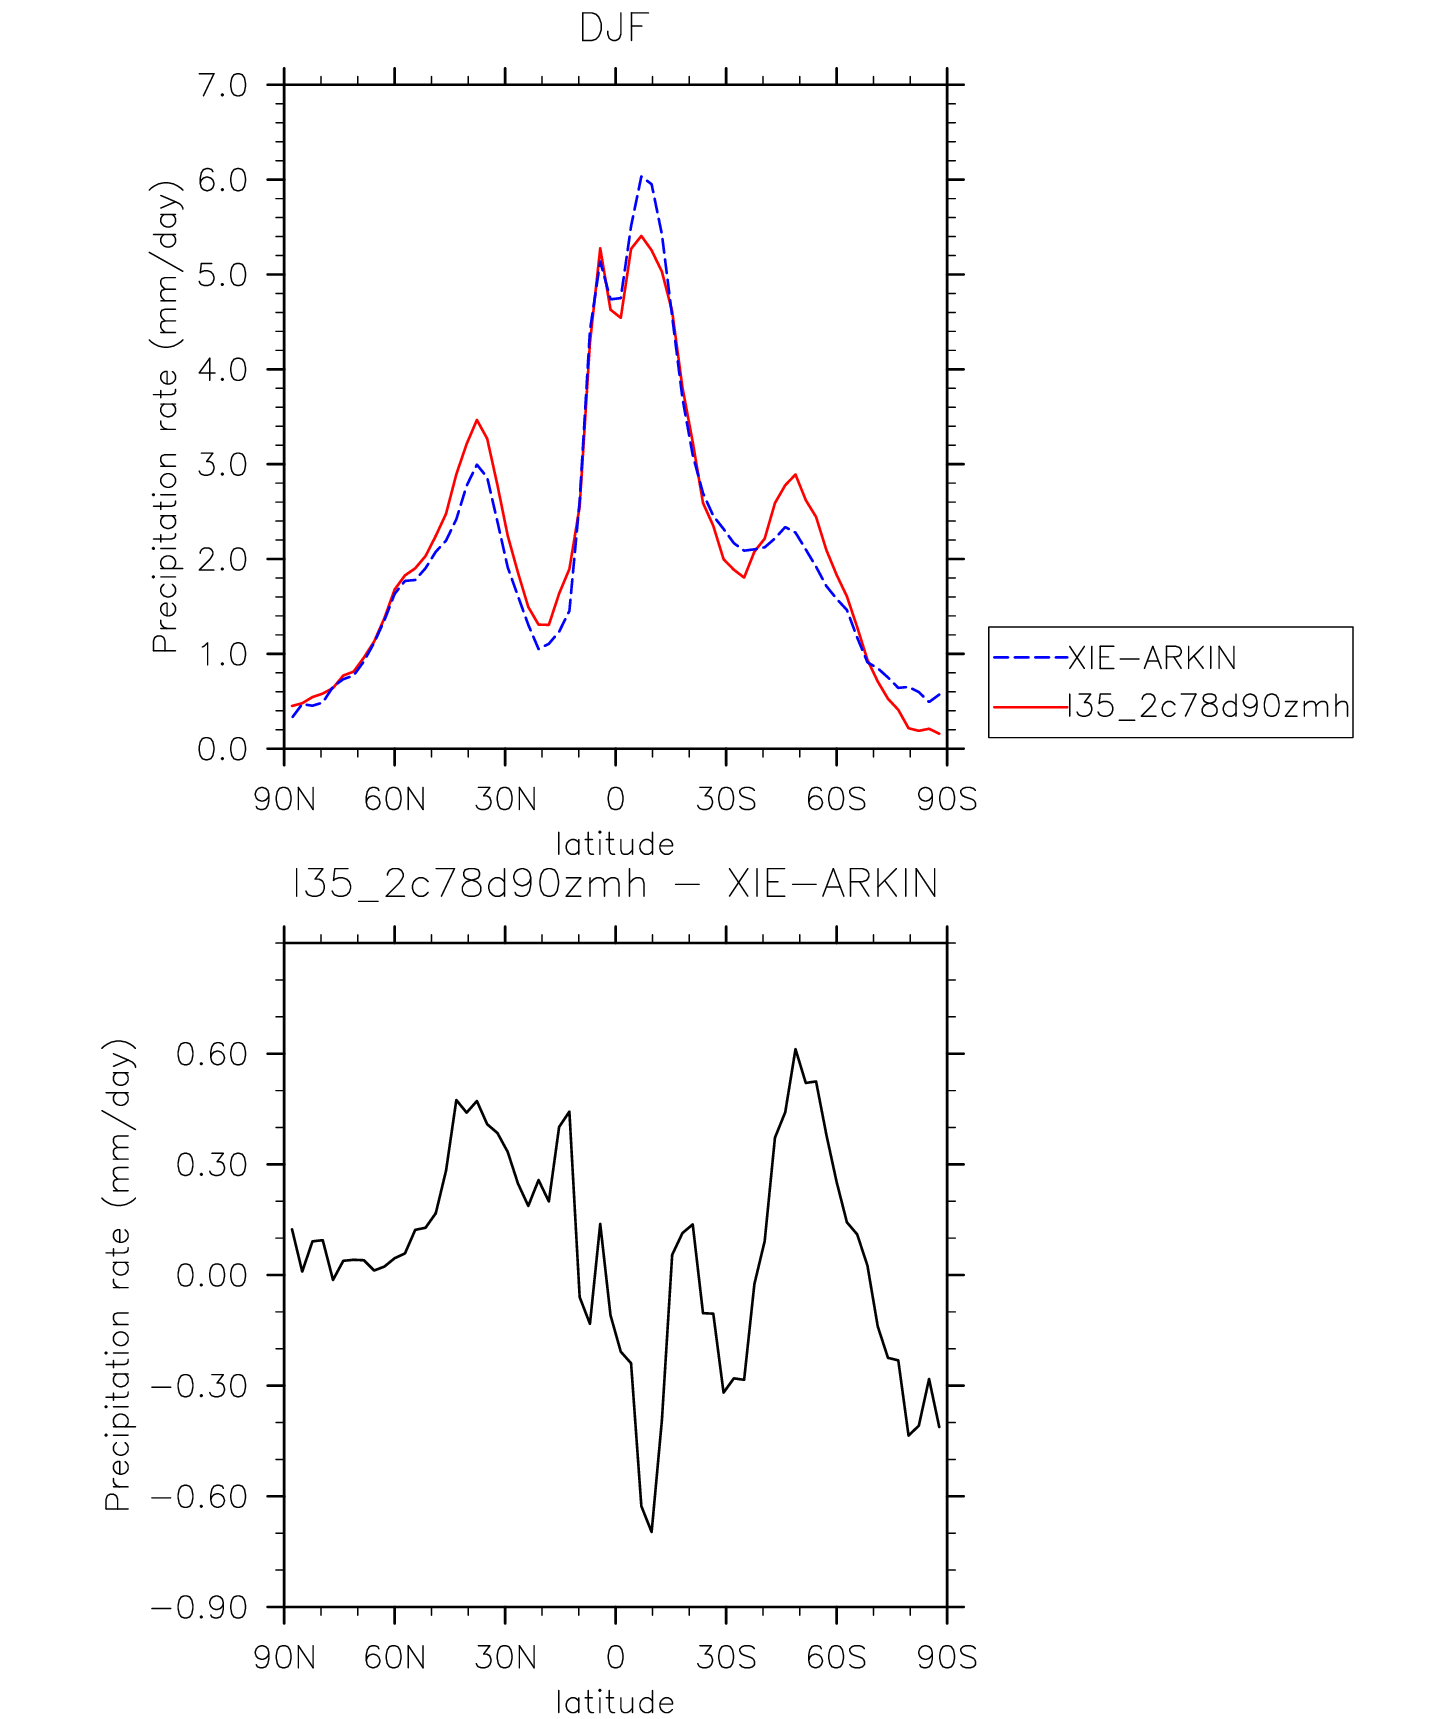 DJF
Precipitation rate (mm/day)
7.0
6.0
5.0
4.0
3.0
2.0
1.0
0.0
90N 60N 30N 0 30S 60S 90S
latitude
XIE-ARKIN
I35_2c78d90zmh
I35_2c78d90zmh - XIE-ARKIN
Precipitation rate (mm/day)
0.60
0.30
0.00
-0.30
-0.60
-0.90
90N 60N 30N 0 30S 60S 90S
latitude